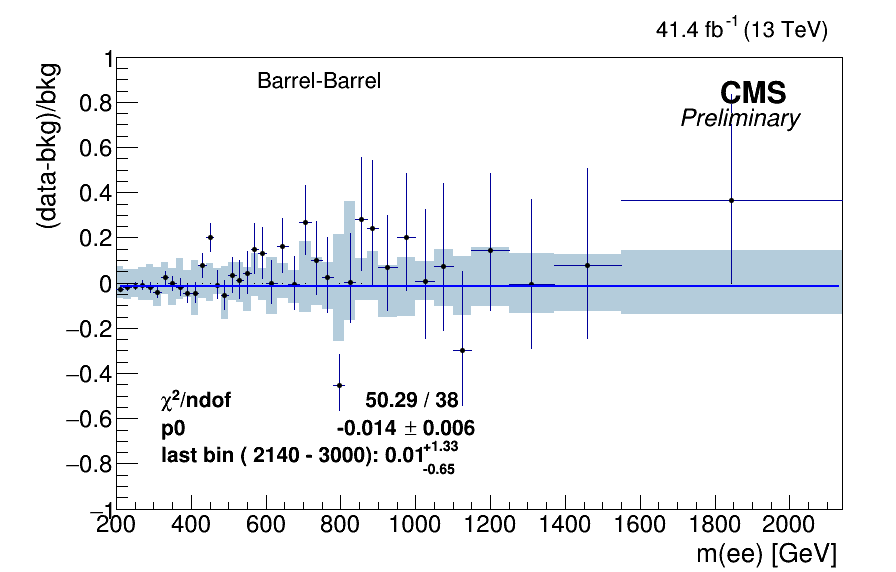 41.4 fb⁻¹ (13 TeV)
Barrel-Barrel
CMS
Preliminary
(data-bkg)/bkg
1
0.8
0.6
0.4
0.2
0
−0.2
−0.4
−0.6
−0.8
−1
χ²/ndof 50.29 / 38
p0 -0.014 ± 0.006
last bin ( 2140 - 3000): 0.01 +1.33 -0.65
200 400 600 800 1000 1200 1400 1600 1800 2000
m(ee) [GeV]